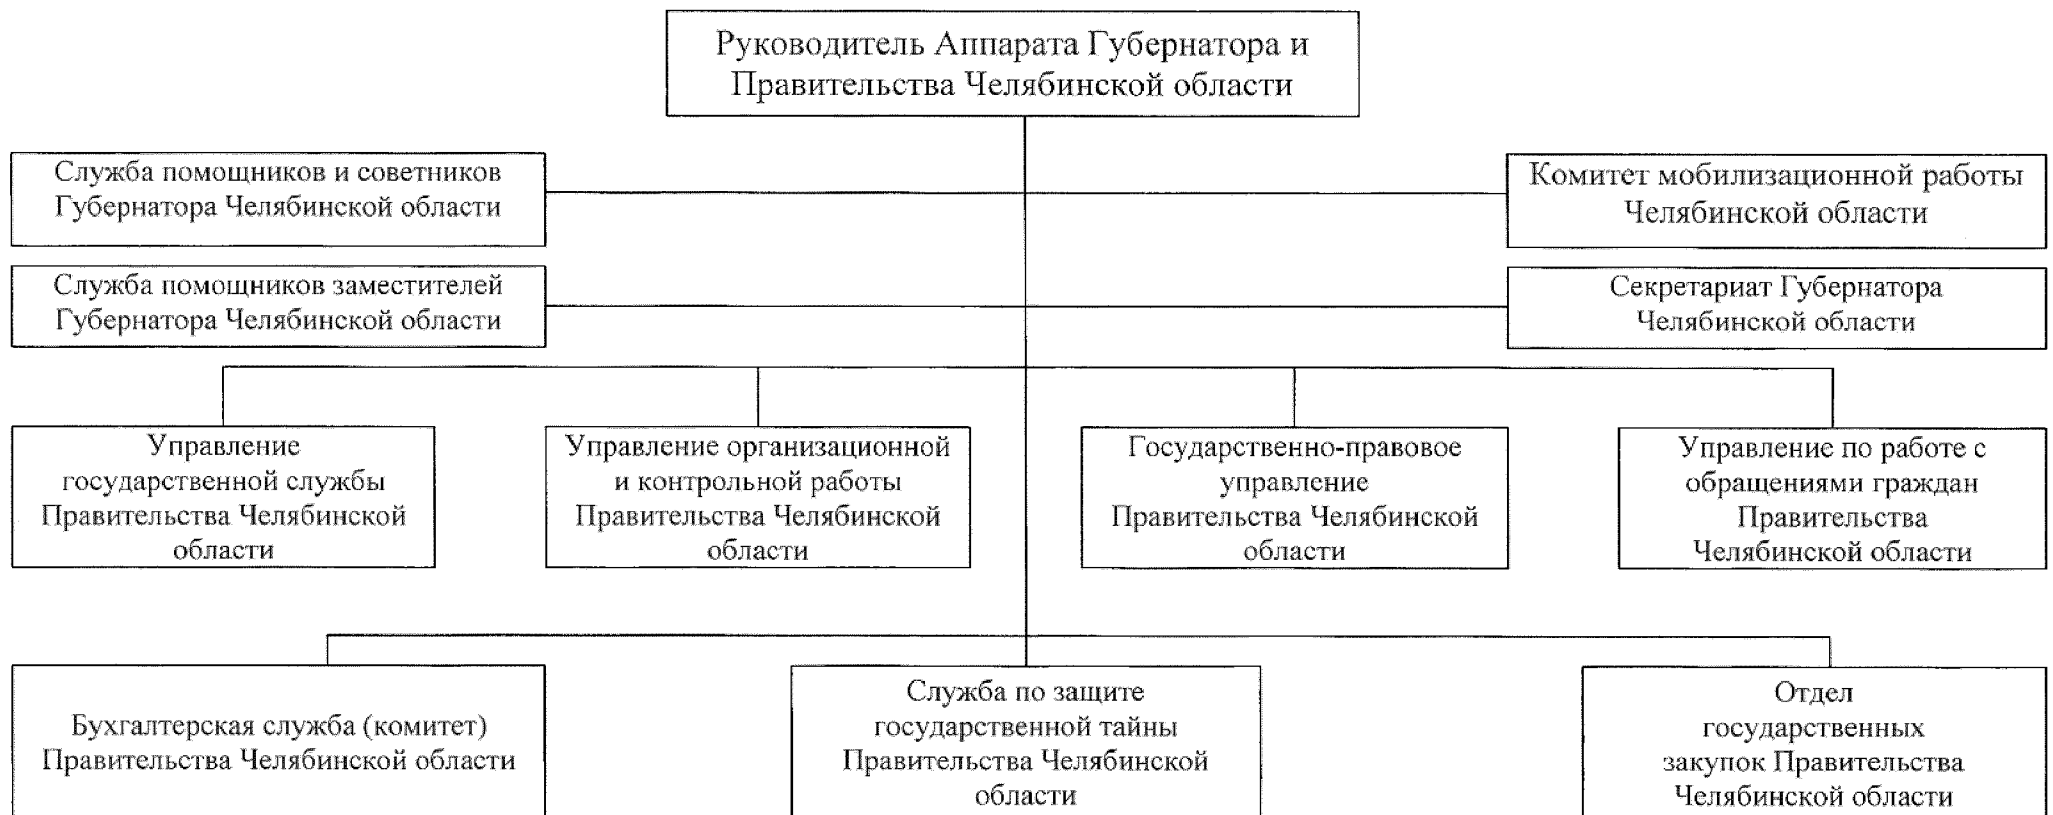 Руководитель Аппарата Губернатора и
Правительства Челябинской области
Служба помощников и советников
Губернатора Челябинской области
Комитет мобилизационной работы
Челябинской области
Служба помощников заместителей
Губернатора Челябинской области
Секретариат Губернатора
Челябинской области
Управление
государственной службы
Правительства Челябинской
области
Управление организационной
и контрольной работы
Правительства Челябинской
области
Государственно-правовое
управление
Правительства Челябинской
области
Управление по работе с
обращениями граждан
Правительства
Челябинской области
Бухгалтерская служба (комитет)
Правительства Челябинской области
Служба по защите
государственной тайны
Правительства Челябинской
области
Отдел
государственных
закупок Правительства
Челябинской области